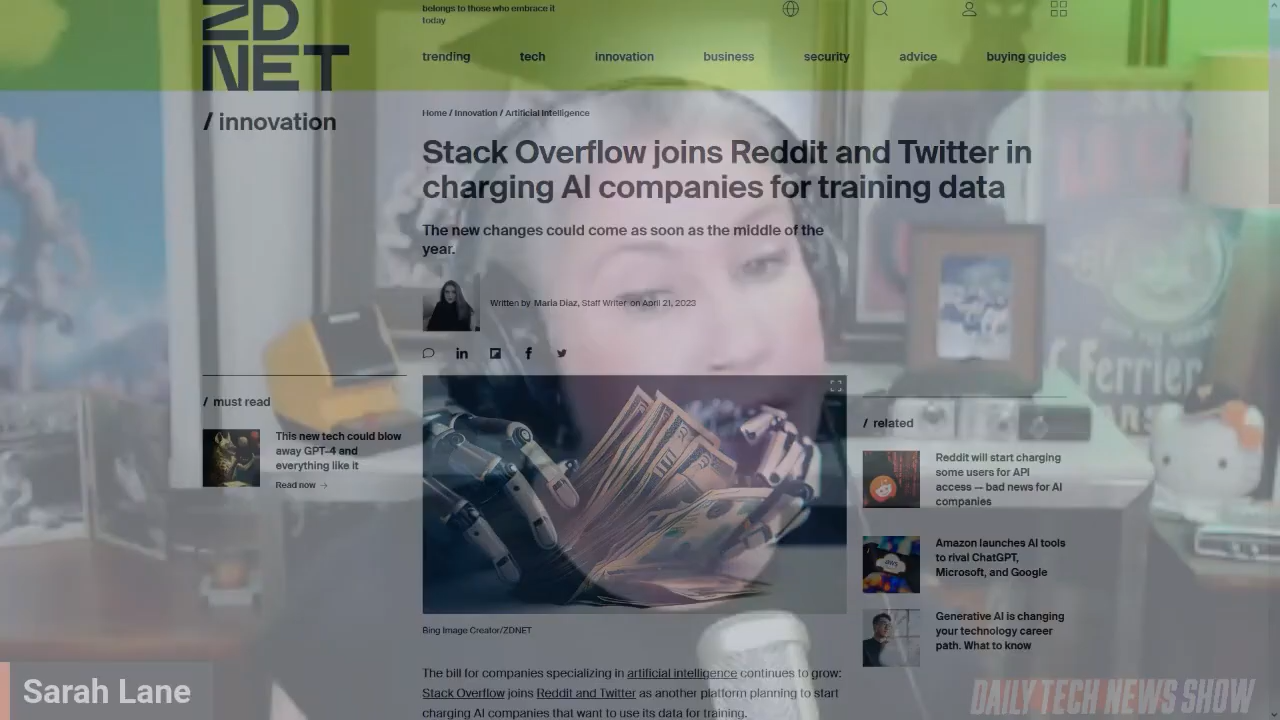 ZD
NET
/ innovation
belongs to those who embrace it
today
trending tech innovation business security advice buying guides
Home / Innovation / Artificial Intelligence
Stack Overflow joins Reddit and Twitter in
charging AI companies for training data
The new changes could come as soon as the middle of the
year.
Written by Maria Diaz, Staff Writer on April 21, 2023
/ must read
This new tech could blow
away GPT-4 and
everything like it
Read now →
/ related
Reddit will start charging
some users for API
access — bad news for AI
companies
Amazon launches AI tools
to rival ChatGPT,
Microsoft, and Google
Generative AI is changing
your technology career
path. What to know
Bing Image Creator/ZDNET
The bill for companies specializing in artificial intelligence continues to grow:
Stack Overflow joins Reddit and Twitter as another platform planning to start
charging AI companies that want to use its data for training.
Ferrier
Sarah Lane
DAILY TECH NEWS SHOW